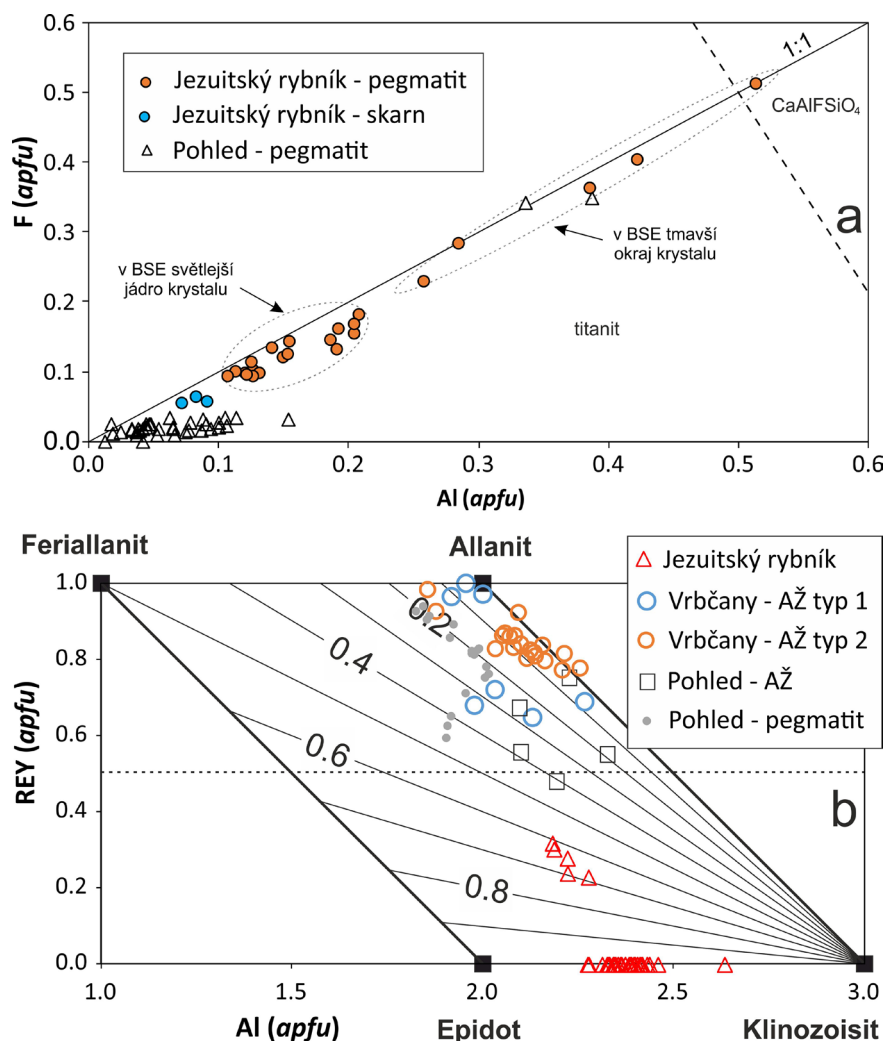 0.6
0.5
0.4
0.3
0.2
0.1
0.0
F (apfu)
Jezuitský rybník - pegmatit
Jezuitský rybník - skarn
Pohled - pegmatit
1:1
CaAlFSiO₄
a
v BSE světlejší
jádro krystalu
v BSE tmavší
okraj krystalu
titanit
0.0 0.1 0.2 0.3 0.4 0.5 0.6
Al (apfu)
Feriallanit
Allanit
Jezuitský rybník
Vrbčany - AŽ typ 1
Vrbčany - AŽ typ 2
Pohled - AŽ
Pohled - pegmatit
1.0
0.8
0.6
0.4
0.2
0.0
REY (apfu)
0.2
0.4
0.6
0.8
b
1.0 1.5 2.0 2.5 3.0
Al (apfu)
Epidot
Klinozoisit